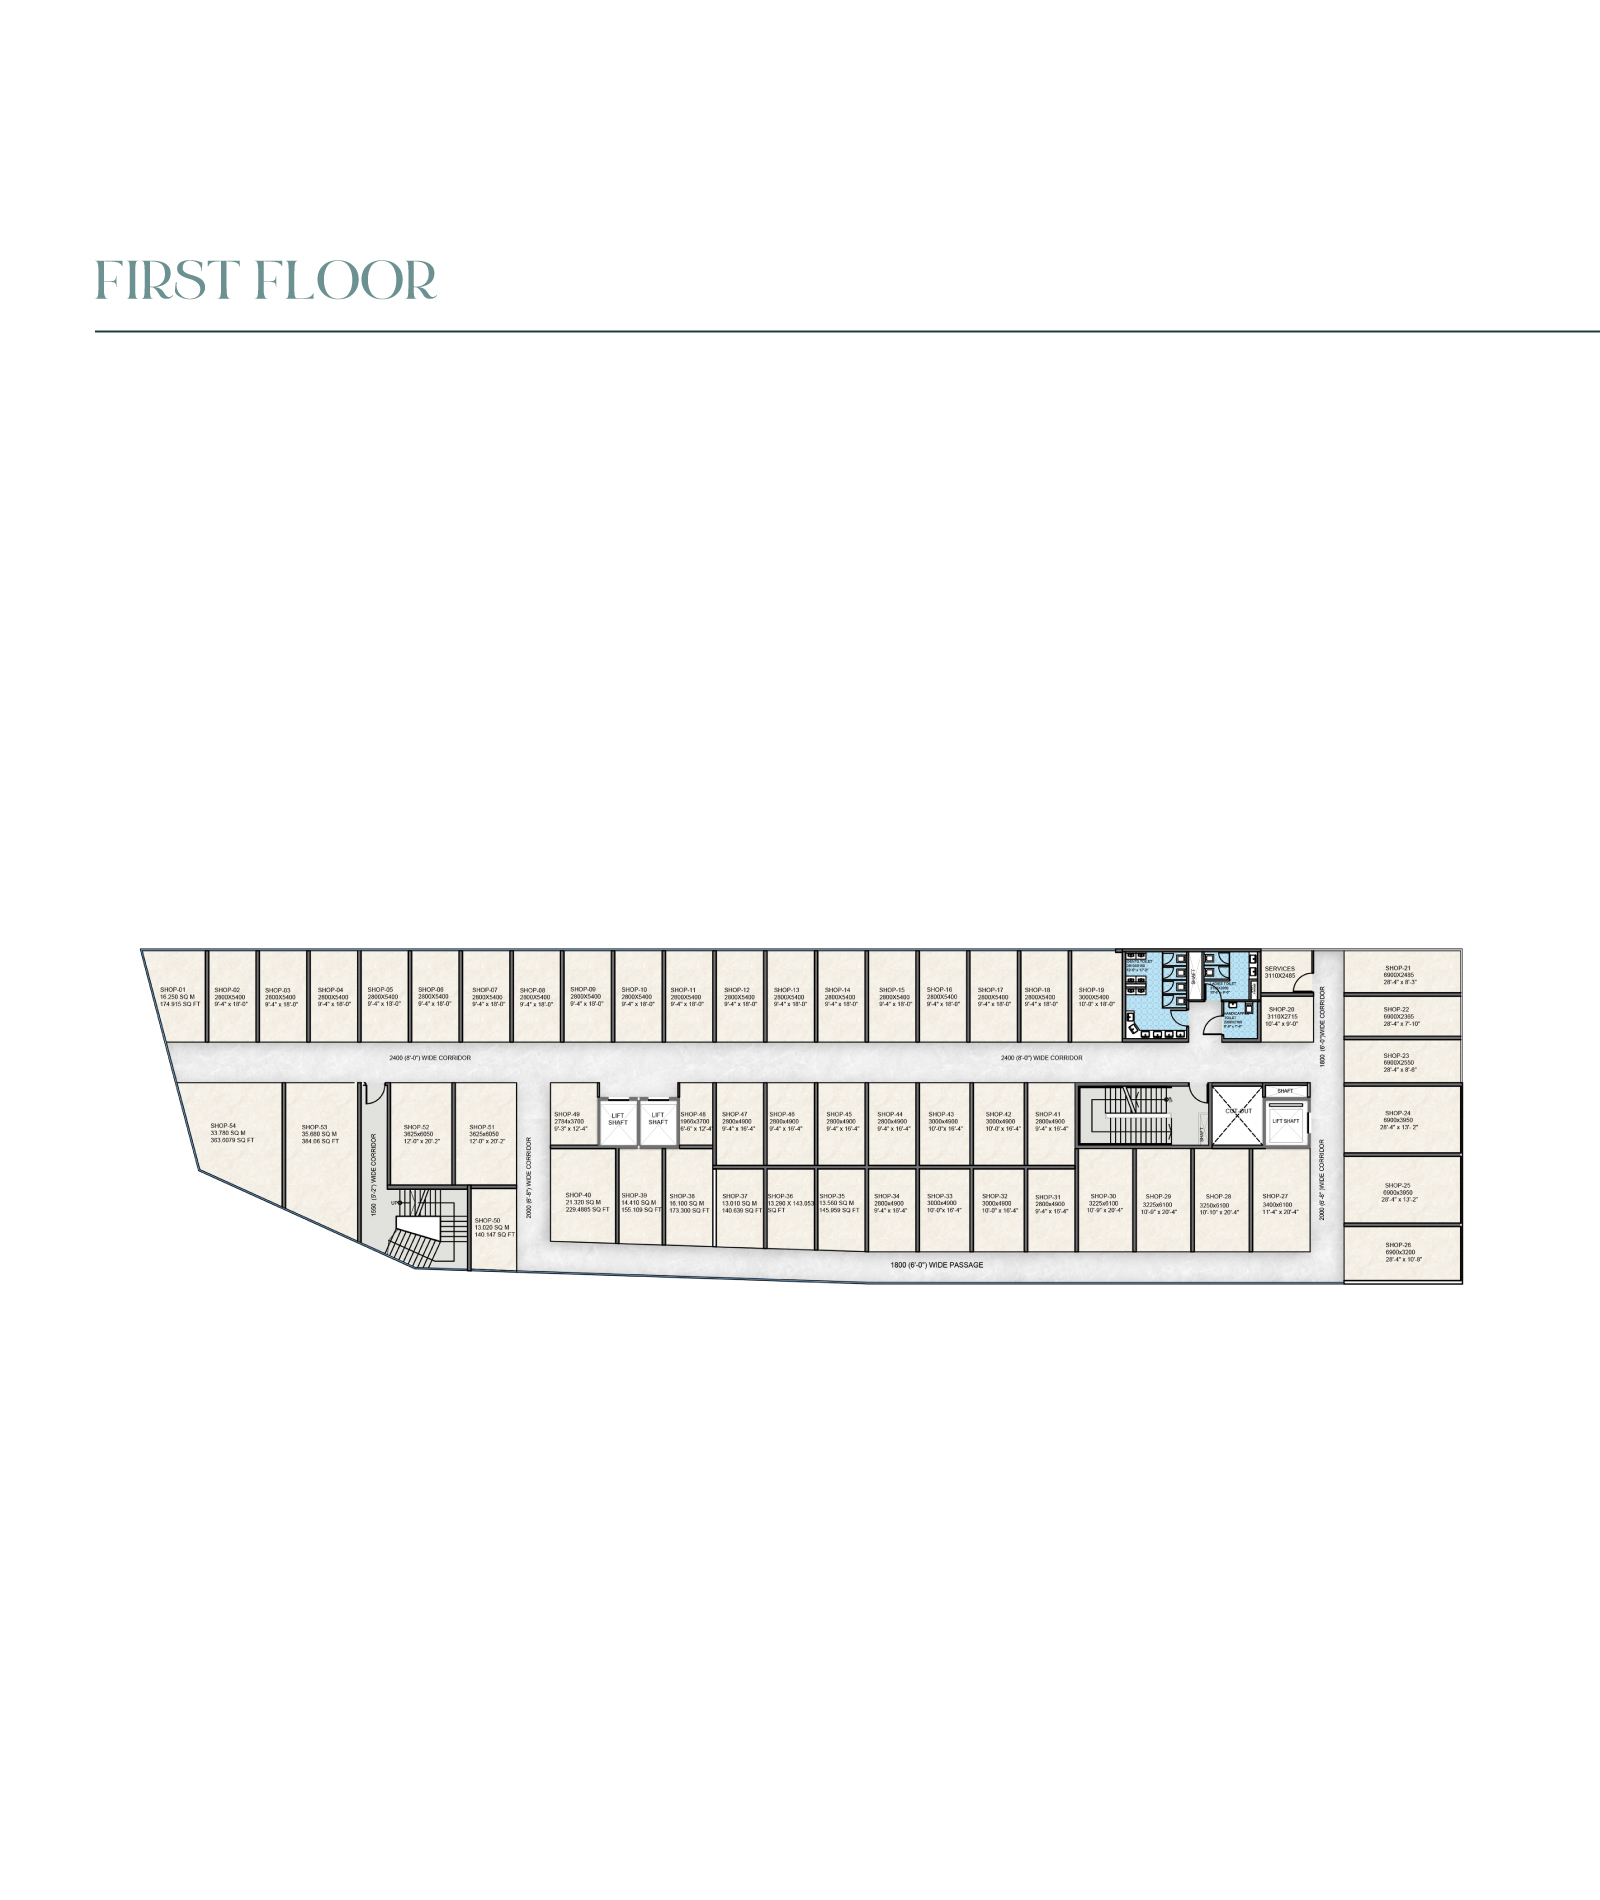 FIRST FLOOR
SHOP-01
16.250 SQ M
174.915 SQ FT
SHOP-02
2800X5400
9'-4" x 18'-0"
SHOP-03
2800X5400
9'-4" x 18'-0"
SHOP-04
2800X5400
9'-4" x 18'-0"
SHOP-05
2800X5400
9'-4" x 18'-0"
SHOP-06
2800X5400
9'-4" x 18'-0"
SHOP-07
2800X5400
9'-4" x 18'-0"
SHOP-08
2800X5400
9'-4" x 18'-0"
SHOP-09
2800X5400
9'-4" x 18'-0"
SHOP-10
2800X5400
9'-4" x 18'-0"
SHOP-11
2800X5400
9'-4" x 18'-0"
SHOP-12
2800X5400
9'-4" x 18'-0"
SHOP-13
2800X5400
9'-4" x 18'-0"
SHOP-14
2800X5400
9'-4" x 18'-0"
SHOP-15
2800X5400
9'-4" x 18'-0"
SHOP-16
2800X5400
9'-4" x 18'-0"
SHOP-17
2800X5400
9'-4" x 18'-0"
SHOP-18
2800X5400
9'-4" x 18'-0"
SHOP-19
3000X5400
10'-0" x 18'-0"
SHAFT
SERVICES
3110X2485
SHOP-20
3110X2715
10'-4" x 9'-0"
1800 (6'-0")WIDE CORRIDOR
SHOP-21
6900X2485
28'-4" x 8'-3"
SHOP-22
6900X2365
28'-4" x 7'-10"
SHOP-23
6900X2550
28'-4" x 8'-6"
2400 (8'-0") WIDE CORRIDOR
2400 (8'-0") WIDE CORRIDOR
SHOP-54
33.780 SQ M
363.6079 SQ FT
SHOP-53
35.680 SQ M
384.06 SQ FT
1550 (5'-2") WIDE CORRIDOR
SHOP-52
3625x6050
12'-0" x 20'-2"
SHOP-51
3625x6050
12'-0" x 20'-2"
UP
SHOP-50
13.020 SQ M
140.147 SQ FT
2000 (6'-8") WIDE CORRIDOR
SHOP-49
2784x3700
9'-3" x 12'-4"
LIFT
SHAFT
LIFT
SHAFT
SHOP-48
1960x3700
6'-6" x 12'-4
SHOP-47
2800x4900
9'-4" x 16'-4"
SHOP-46
2800x4900
9'-4" x 16'-4"
SHOP-45
2800x4900
9'-4" x 16'-4"
SHOP-44
2800x4900
9'-4" x 16'-4"
SHOP-43
3000x4900
10'-0" x 16'-4"
SHOP-42
3000x4900
10'-0" x 16'-4"
SHOP-41
2800x4900
9'-4" x 16'-4"
SHAFT
CUT-OUT
SHAFT
LIFT SHAFT
SHOP-24
6900x3950
28'-4" x 13'- 2"
2000 (6'-8" )WIDE CORRIDOR
SHOP-25
6900x3950
28'-4" x 13'-2"
SHOP-26
6900x3200
28'-4" x 10'-8"
SHOP-40
21.320 SQ M
229.4885 SQ FT
SHOP-39
14.410 SQ M
155.109 SQ FT
SHOP-38
16.100 SQ M
173.300 SQ FT
SHOP-37
13.010 SQ M
140.638 SQ FT
SHOP-36
13.290 X 143.053
SQ FT
SHOP-35
13.560 SQ M
145.959 SQ FT
SHOP-34
2800x4900
9'-4" x 16'-4"
SHOP-33
3000x4900
10'-0"x 16'-4"
SHOP-32
3000x4900
10'-0" x 16'-4"
SHOP-31
2800x4900
9'-4" x 16'-4"
SHOP-30
3225x6100
10'-9" x 20'-4"
SHOP-29
3225x6100
10'-9" x 20'-4"
SHOP-28
3250x6100
10'-10" x 20'-4"
SHOP-27
3400x6100
11'-4" x 20'-4"
1800 (6'-0") WIDE PASSAGE